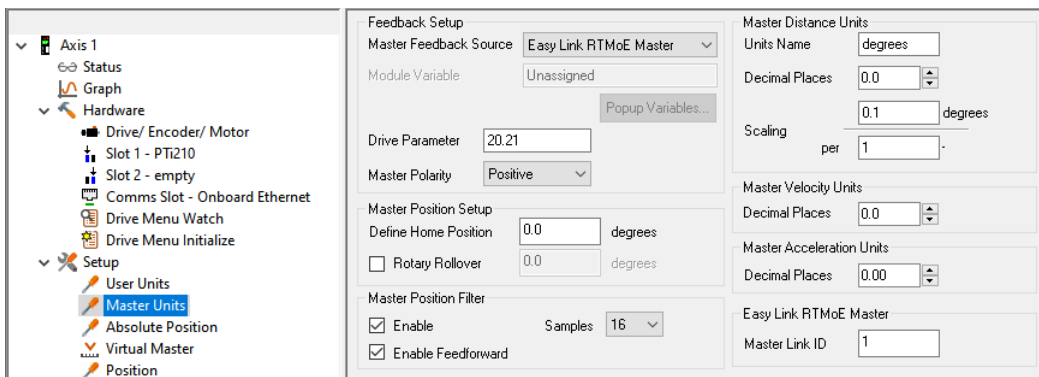 Axis 1
Status
Graph
Hardware
Drive/ Encoder/ Motor
Slot 1 - PTi210
Slot 2 - empty
Comms Slot - Onboard Ethernet
Drive Menu Watch
Drive Menu Initialize
Setup
User Units
Master Units
Absolute Position
Virtual Master
Position
Feedback Setup
Master Feedback Source Easy Link RTMoE Master
Module Variable Unassigned
Popup Variables...
Drive Parameter 20.21
Master Polarity Positive
Master Position Setup
Define Home Position 0.0 degrees
Rotary Rollover 0.0 degrees
Master Position Filter
Enable Samples 16
Enable Feedforward
Master Distance Units
Units Name degrees
Decimal Places 0.0
0.1 degrees
Scaling
per 1 -
Master Velocity Units
Decimal Places 0.0
Master Acceleration Units
Decimal Places 0.00
Easy Link RTMoE Master
Master Link ID 1